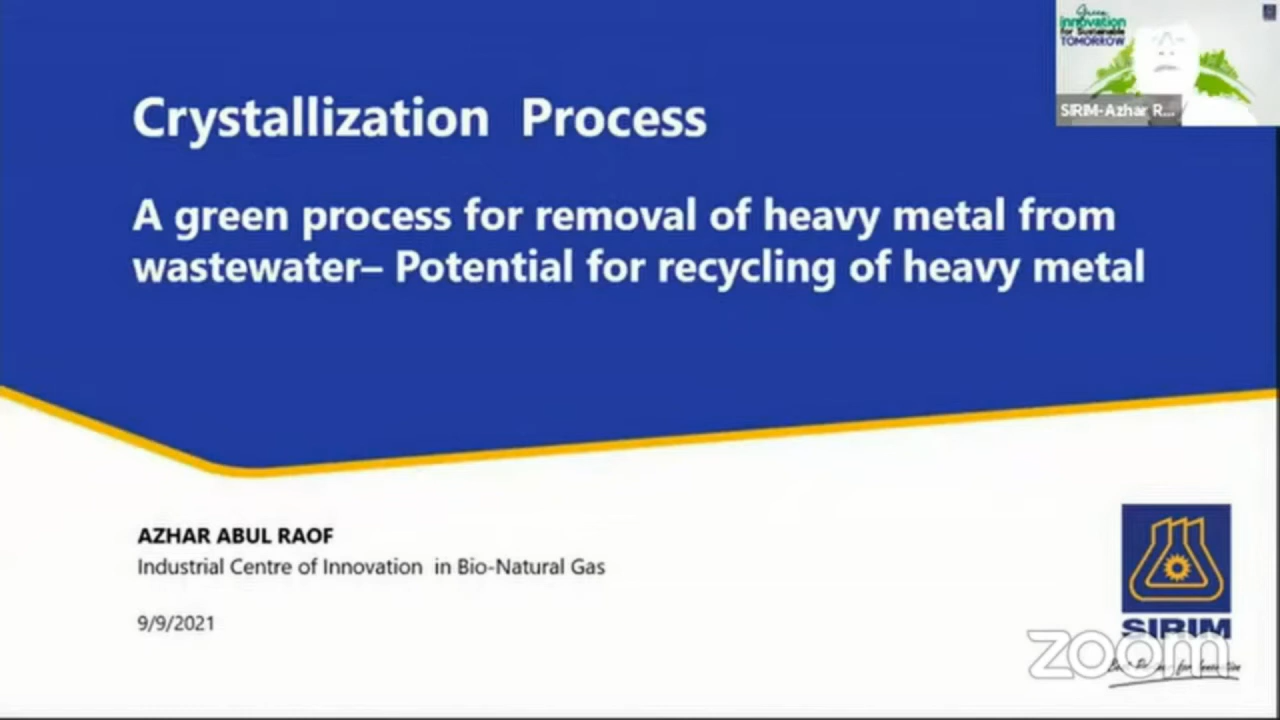 Green
innovation
for Sustainable
TOMORROW
SIRIM-Azhar R...
Crystallization Process
A green process for removal of heavy metal from
wastewater– Potential for recycling of heavy metal
AZHAR ABUL RAOF
Industrial Centre of Innovation in Bio-Natural Gas
9/9/2021
SIRIM
zoom